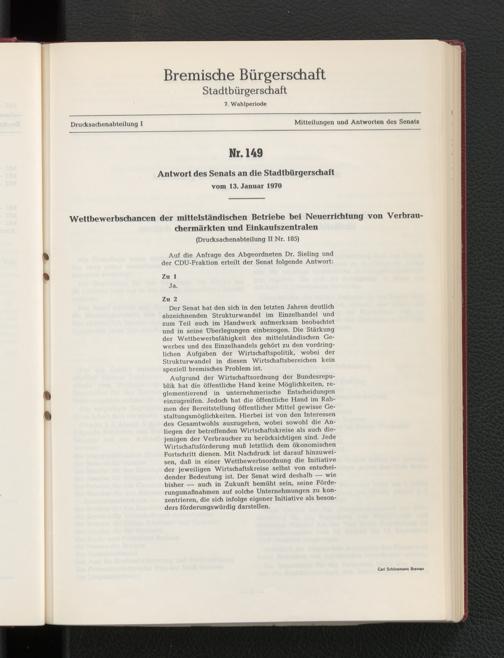 Bremische Bürgerschaft
Stadtbürgerschaft
7. Wahlperiode
Drucksachenabteilung I
Mitteilungen und Antworten des Senats
Nr. 149
Antwort des Senats an die Stadtbürgerschaft
vom 13. Januar 1970
Wettbewerbschancen der mittelständischen Betriebe bei Neuerrichtung von Verbrau-
chermärkten und Einkaufszentralen
(Drucksachenabteilung II Nr. 185)
Auf die Anfrage des Abgeordneten Dr. Sieling und
der CDU-Fraktion erteilt der Senat folgende Antwort:
Zu 1
Ja.
Zu 2
Der Senat hat den sich in den letzten Jahren deutlich
abzeichnenden Strukturwandel im Einzelhandel und
zum Teil auch im Handwerk aufmerksam beobachtet
und in seine Überlegungen einbezogen. Die Stärkung
der Wettbewerbsfähigkeit des mittelständischen Ge-
werbes und des Einzelhandels gehört zu den vordring-
lichen Aufgaben der Wirtschaftspolitik, wobei der
Strukturwandel in diesen Wirtschaftsbereichen kein
speziell bremisches Problem ist.
Aufgrund der Wirtschaftsordnung der Bundesrepu-
blik hat die öffentliche Hand keine Möglichkeiten, re-
glementierend in unternehmerische Entscheidungen
einzugreifen. Jedoch hat die öffentliche Hand im Rah-
men der Bereitstellung öffentlicher Mittel gewisse Ge-
staltungsmöglichkeiten. Hierbei ist von den Interessen
des Gesamtwohls auszugehen, wobei sowohl die An-
liegen der betreffenden Wirtschaftskreise als auch die-
jenigen der Verbraucher zu berücksichtigen sind. Jede
Wirtschaftsförderung muß letztlich dem ökonomischen
Fortschritt dienen. Mit Nachdruck ist darauf hinzuwei-
sen, daß in einer Wettbewerbsordnung die Initiative
der jeweiligen Wirtschaftskreise selbst von entschei-
dender Bedeutung ist. Der Senat wird deshalb — wie
bisher — auch in Zukunft bemüht sein, seine Förde-
rungsmaßnahmen auf solche Unternehmungen zu kon-
zentrieren, die sich infolge eigener Initiative als beson-
ders förderungswürdig darstellen.
Carl Schünemann Bremen